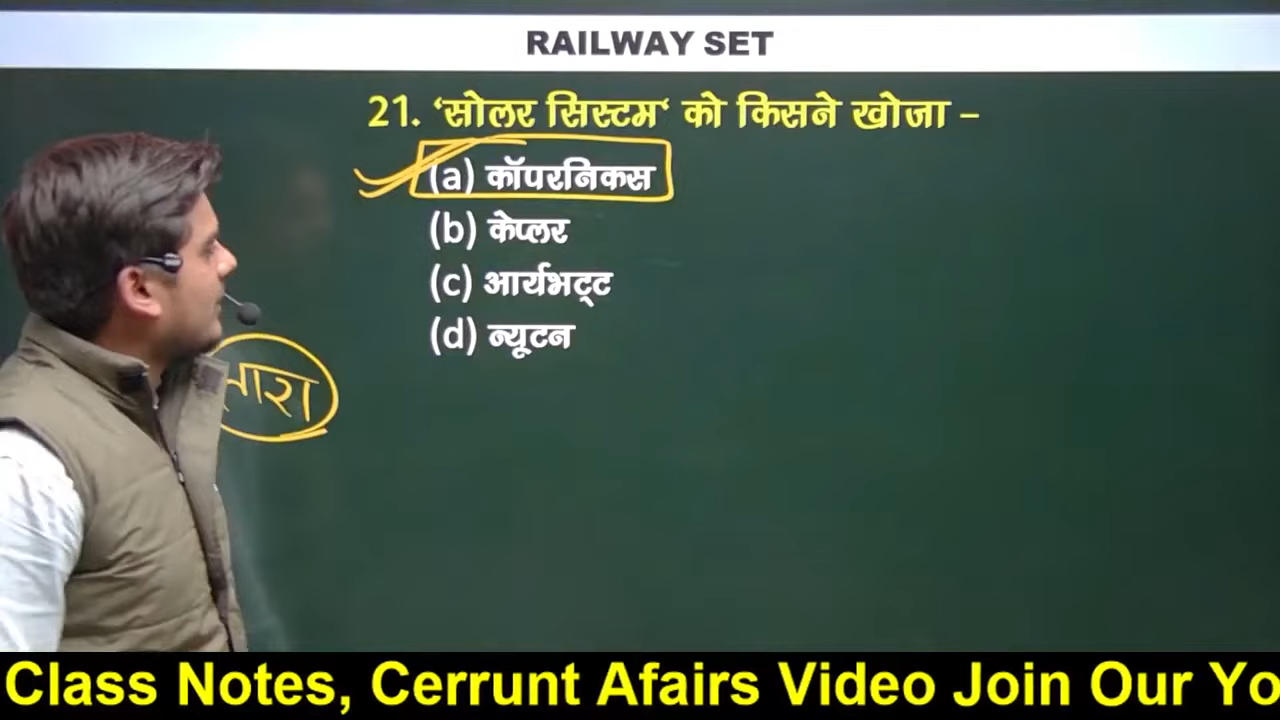 RAILWAY SET
21. ‘सोलर सिस्टम‘ को किसने खोजा –
(a) कॉपरनिकस
(b) केप्लर
(c) आर्यभट्ट
(d) न्यूटन
तारा
Class Notes, Cerrunt Afairs Video Join Our Yo